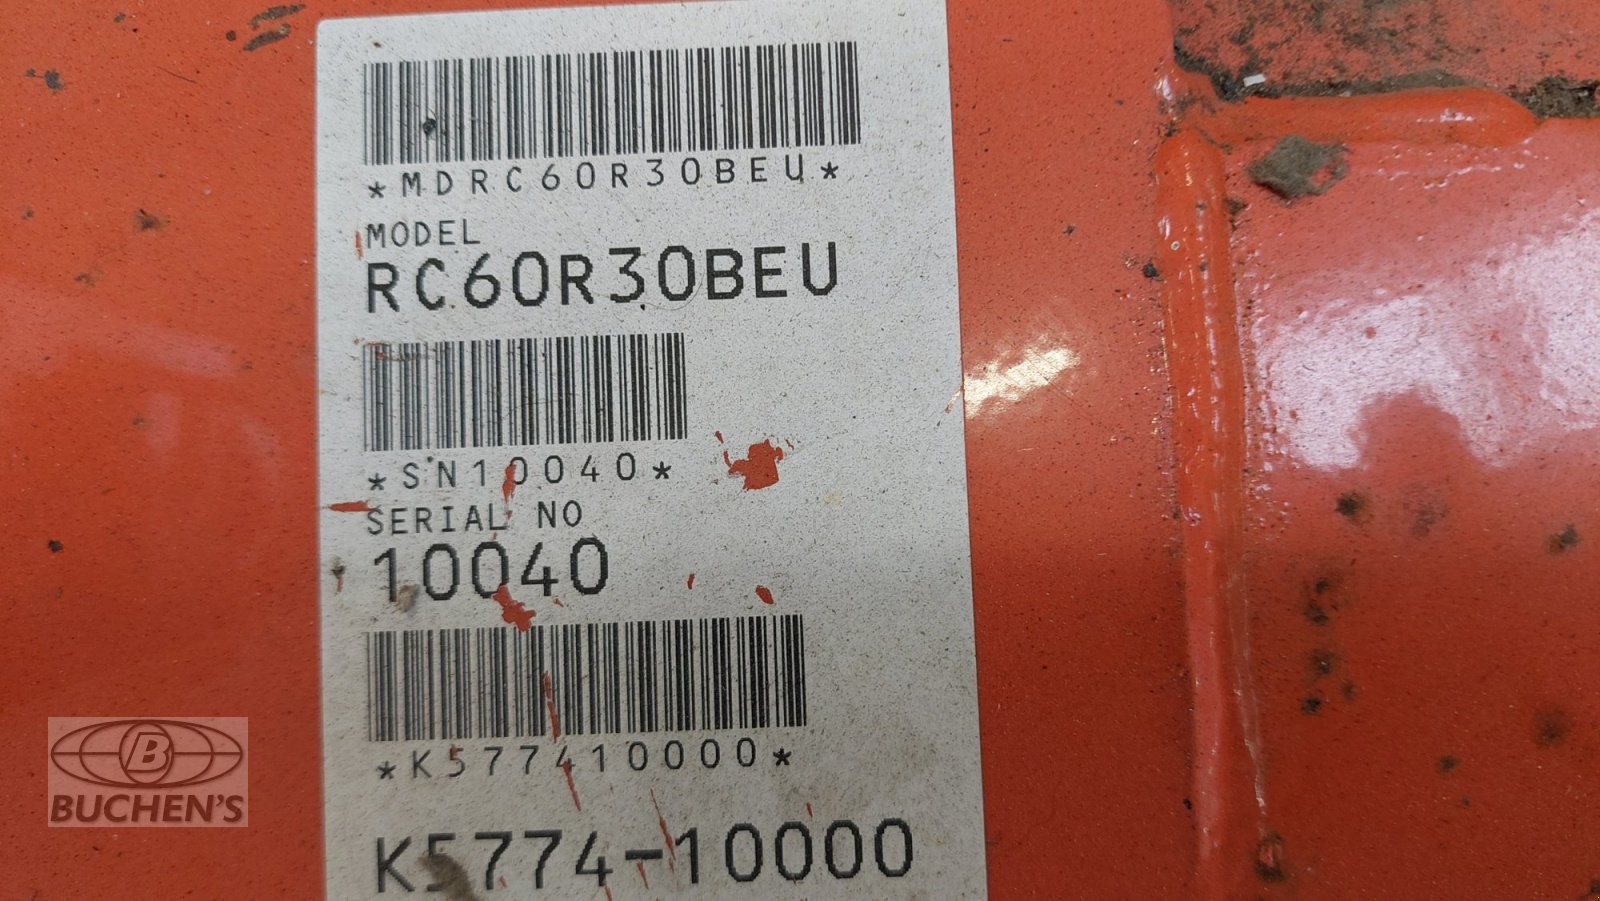 *MDRC60R30BEU*
MODEL
RC60R30BEU
*SN10040*
SERIAL NO
10040
*K577410000*
K5774-10000
B
BUCHEN'S